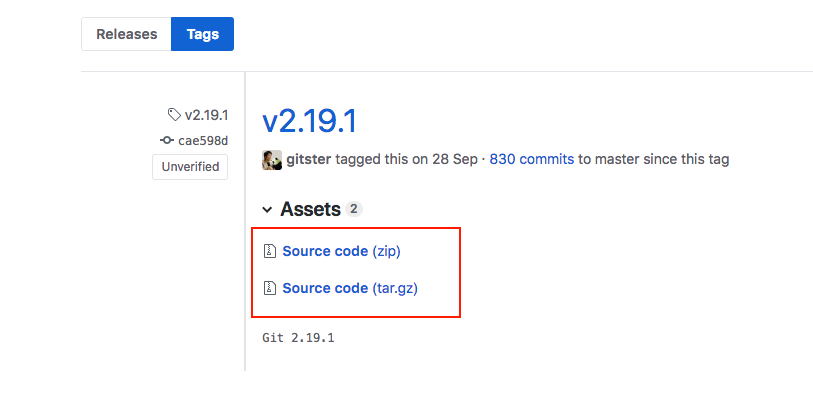 Releases Tags
v2.19.1
cae598d
Unverified
v2.19.1
gitster tagged this on 28 Sep · 830 commits to master since this tag
Assets 2
Source code (zip)
Source code (tar.gz)
Git 2.19.1